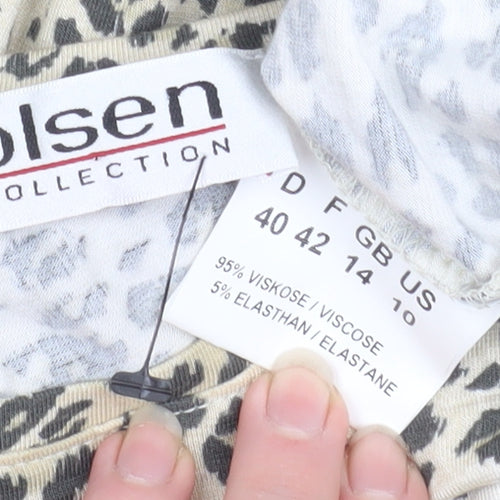 olsen
COLLECTION
D F GB US
40 42 14 10
95% VISKOSE / VISCOSE
5% ELASTHAN / ELASTANE